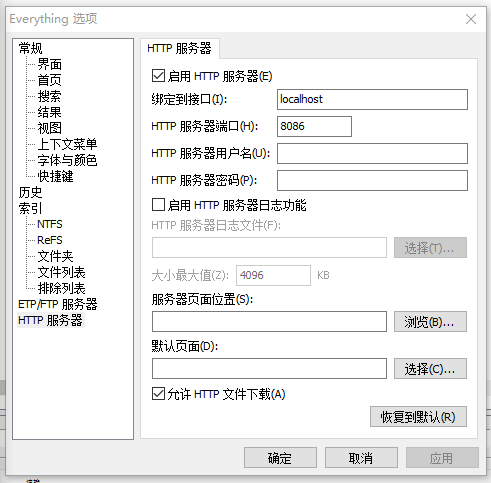 Everything 选项
常规
界面
首页
搜索
结果
视图
上下文菜单
字体与颜色
快捷键
历史
索引
NTFS
ReFS
文件夹
文件列表
排除列表
ETP/FTP 服务器
HTTP 服务器
HTTP 服务器
启用 HTTP 服务器(E)
绑定到接口(I): localhost
HTTP 服务器端口(H): 8086
HTTP 服务器用户名(U):
HTTP 服务器密码(P):
启用 HTTP 服务器日志功能
HTTP 服务器日志文件(F):
选择(T)...
大小最大值(Z): 4096 KB
服务器页面位置(S):
浏览(B)...
默认页面(D):
选择(C)...
允许 HTTP 文件下载(A)
恢复到默认(R)
确定 取消 应用